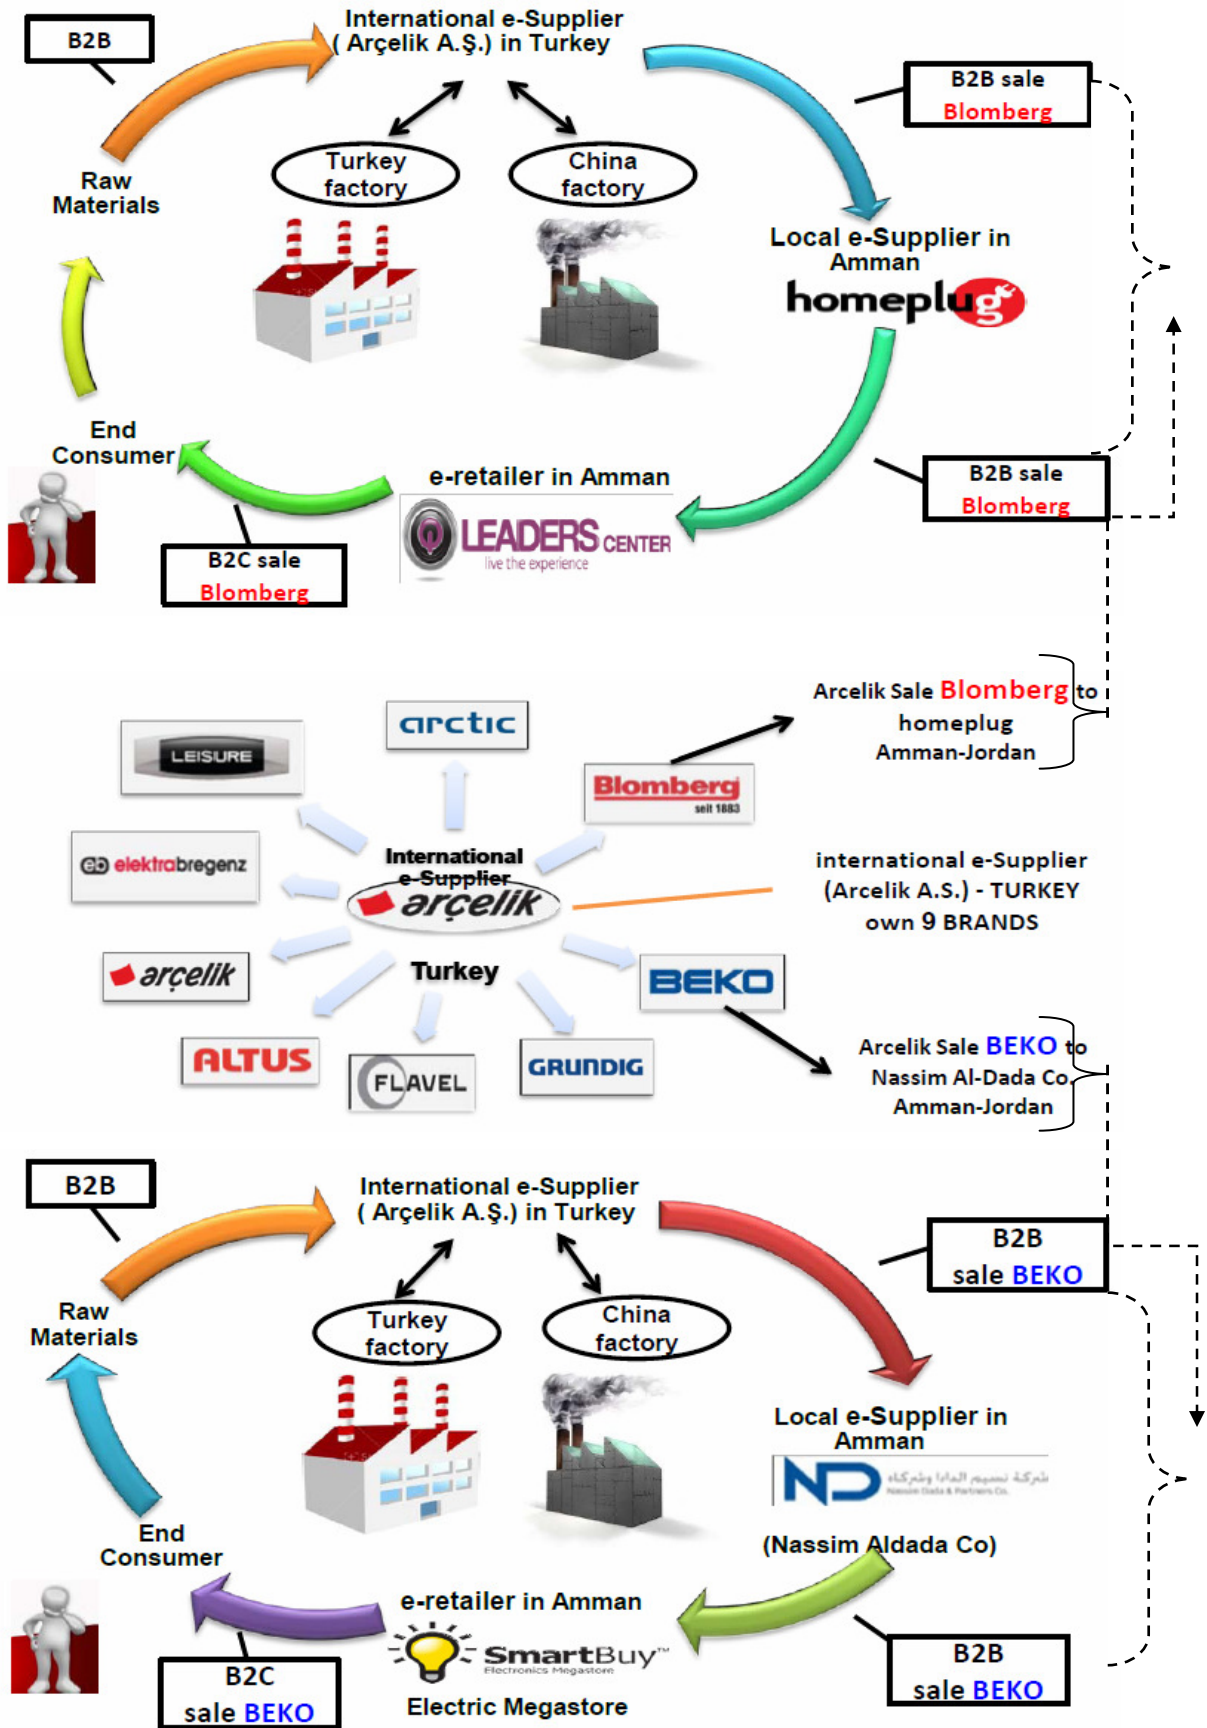 B2B
International e-Supplier
( Arçelik A.Ş.) in Turkey
B2B sale
Blomberg
Turkey
factory
China
factory
Raw
Materials
Local e-Supplier in
Amman
homeplug
End
Consumer
e-retailer in Amman
B2B sale
Blomberg
LEADERS CENTER
live the experience
B2C sale
Blomberg
Arcelik Sale Blomberg to
homeplug
Amman-Jordan
arctic
LEISURE
Blomberg
seit 1883
eb elektrabregenz
International
e-Supplier
arçelik
international e-Supplier
(Arcelik A.S.) - TURKEY
own 9 BRANDS
arçelik
Turkey
BEKO
ALTUS
FLAVEL
GRUNDIG
Arcelik Sale BEKO to
Nassim Al-Dada Co.
Amman-Jordan
B2B
International e-Supplier
( Arçelik A.Ş.) in Turkey
B2B
sale BEKO
Raw
Materials
Turkey
factory
China
factory
Local e-Supplier in
Amman
ND
شركة نسيم الدادا وشركاه
Nassim Dada & Partners Co.
(Nassim Aldada Co)
End
Consumer
e-retailer in Amman
SmartBuy™
Electronics Megastore
Electric Megastore
B2C
sale BEKO
B2B
sale BEKO